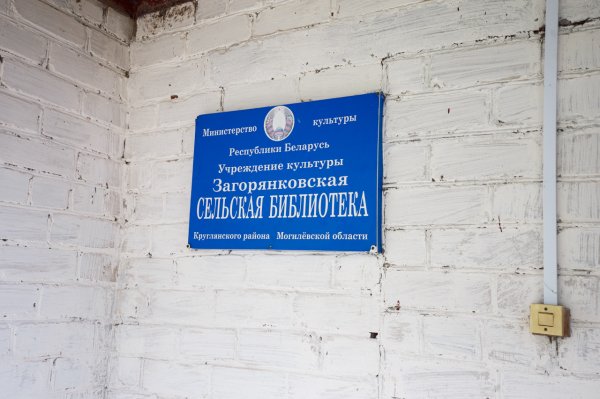 Министерство культуры
Республики Беларусь
Учреждение культуры
Загорянковская
СЕЛЬСКАЯ БИБЛИОТЕКА
Круглянского района Могилёвской области